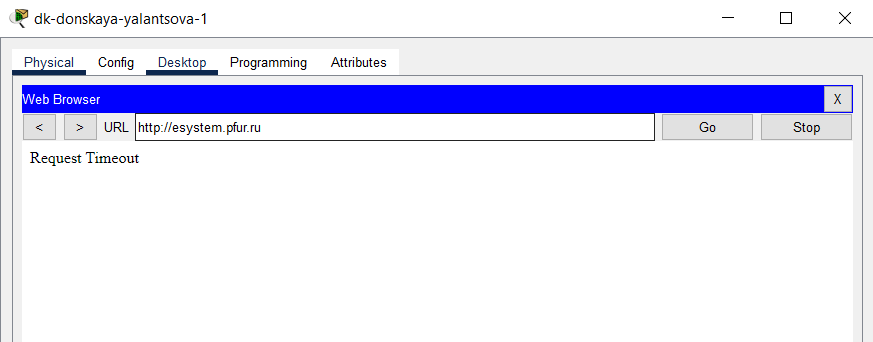 dk-donskaya-yalantsova-1
Physical Config Desktop Programming Attributes
Web Browser X
< > URL http://esystem.pfur.ru Go Stop
Request Timeout